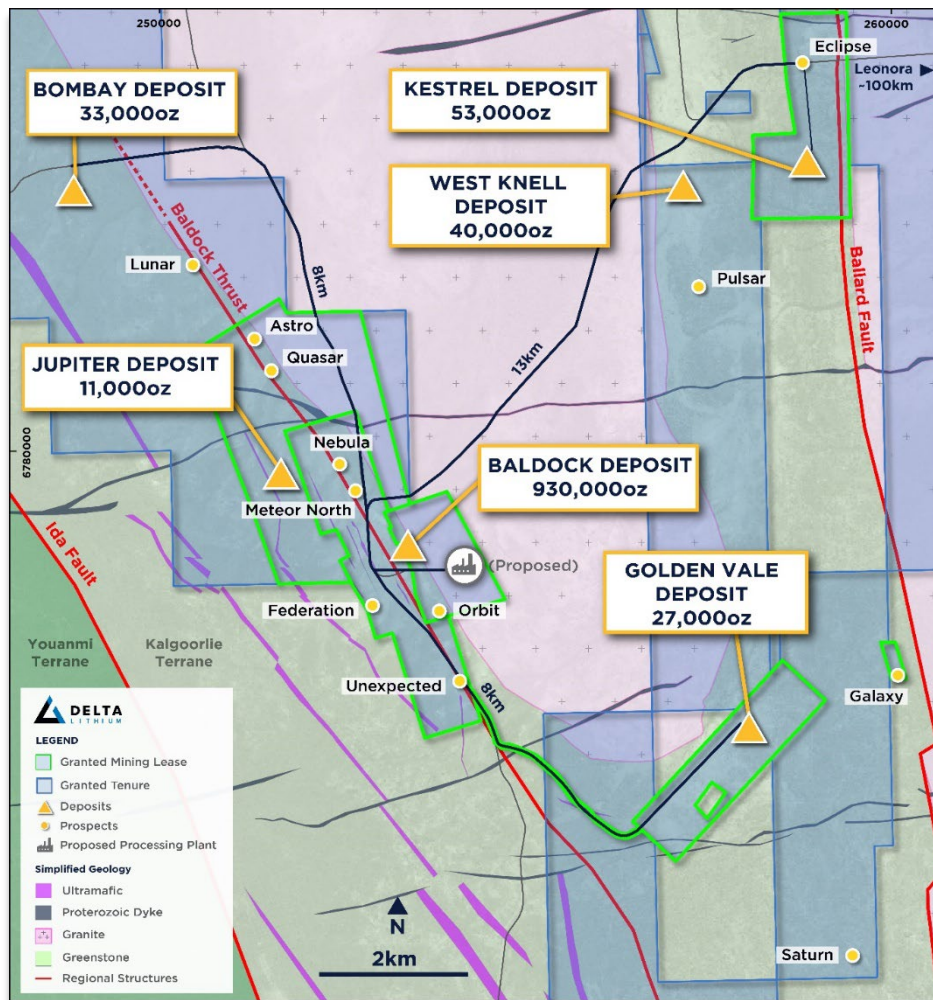 250000
260000
Eclipse
Leonora
~100km
BOMBAY DEPOSIT
33,000oz
KESTREL DEPOSIT
53,000oz
WEST KNELL
DEPOSIT
40,000oz
Baldock Thrust
Lunar
8km
Pulsar
Ballard Fault
Astro
Quasar
13km
JUPITER DEPOSIT
11,000oz
6780000
Nebula
Meteor North
BALDOCK DEPOSIT
930,000oz
Ida Fault
(Proposed)
GOLDEN VALE
DEPOSIT
27,000oz
Federation
Orbit
Youanmi
Terrane
Kalgoorlie
Terrane
Unexpected
8km
Galaxy
DELTA
LITHIUM
LEGEND
Granted Mining Lease
Granted Tenure
Deposits
Prospects
Proposed Processing Plant
Simplified Geology
Ultramafic
Proterozoic Dyke
Granite
Greenstone
Regional Structures
N
2km
Saturn